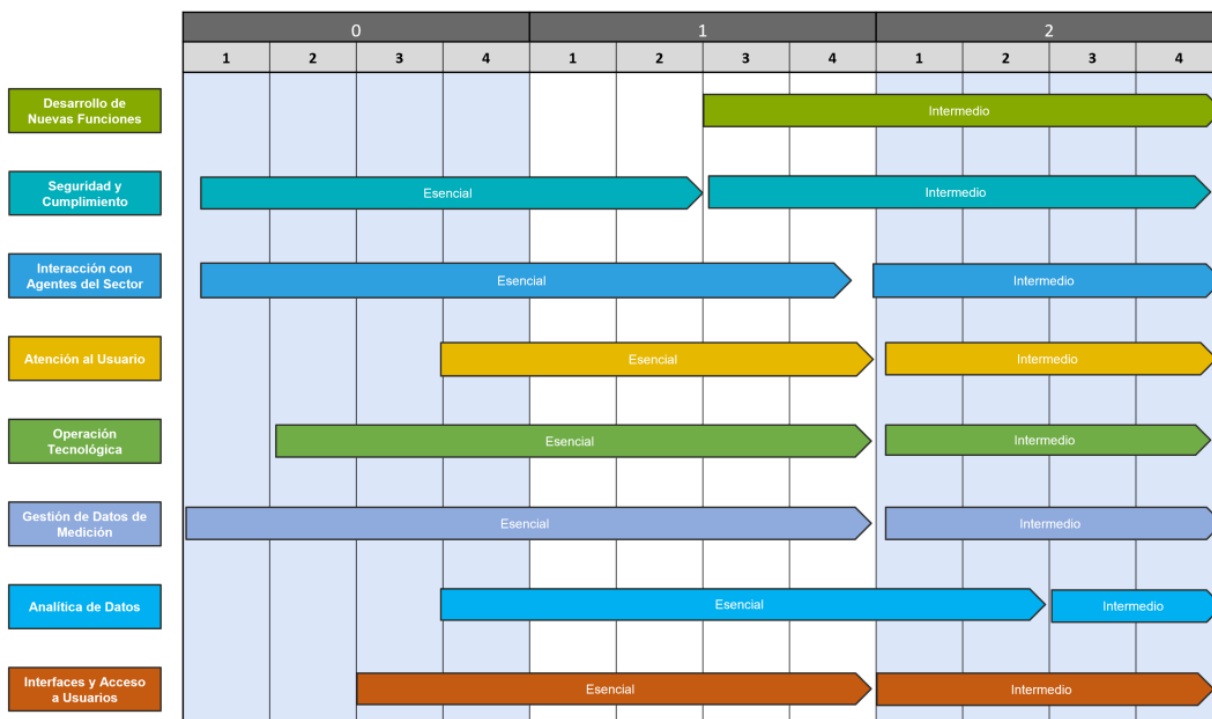 0 1 2
1 2 3 4 1 2 3 4 1 2 3 4
Desarrollo de
Nuevas Funciones
Intermedio
Seguridad y
Cumplimiento
Esencial
Intermedio
Interacción con
Agentes del Sector
Esencial
Intermedio
Atención al Usuario
Esencial
Intermedio
Operación
Tecnológica
Esencial
Intermedio
Gestión de Datos de
Medición
Esencial
Intermedio
Analítica de Datos
Esencial
Intermedio
Interfaces y Acceso
a Usuarios
Esencial
Intermedio